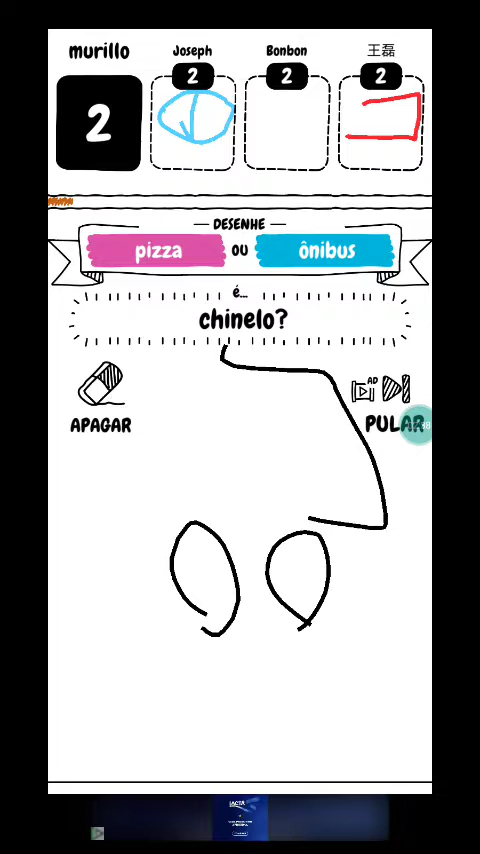 murillo Joseph Bonbon 王磊
2 2 2 2
DESENHE
pizza OU ônibus
é...
chinelo?
AD
APAGAR PULAR